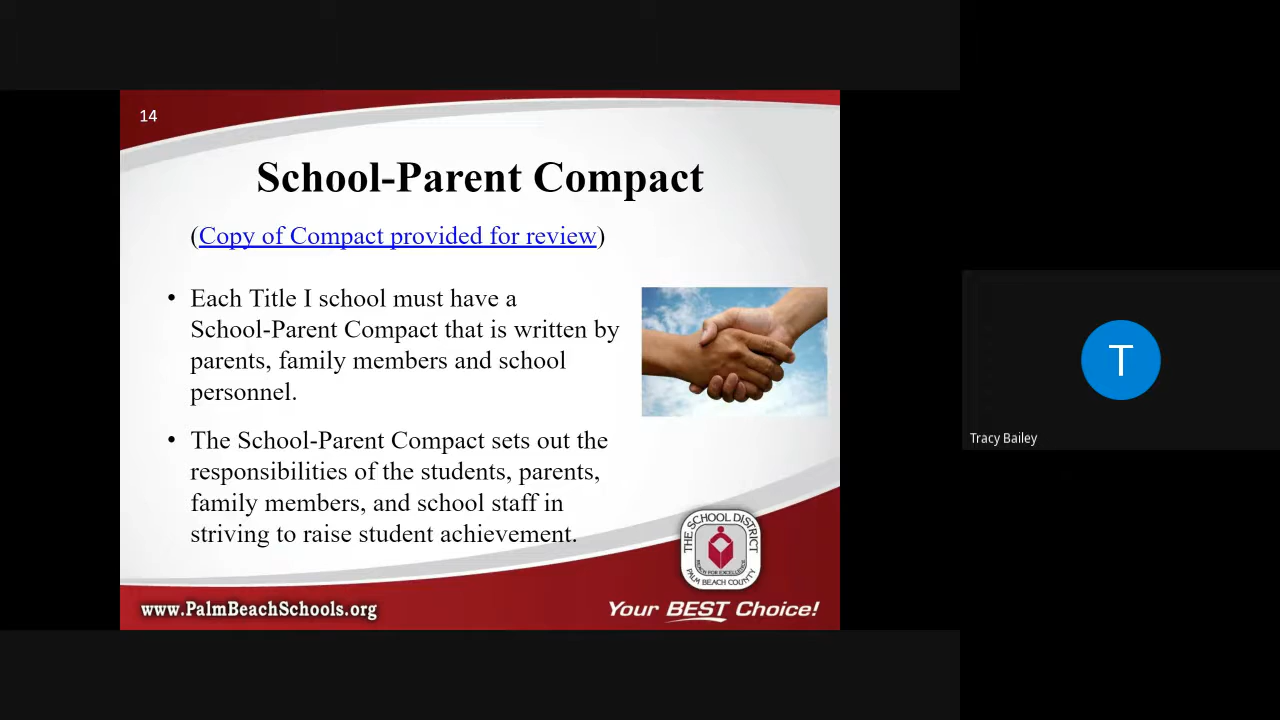 14
School-Parent Compact
(Copy of Compact provided for review)
• Each Title I school must have a
School-Parent Compact that is written by
parents, family members and school
personnel.
• The School-Parent Compact sets out the
responsibilities of the students, parents,
family members, and school staff in
striving to raise student achievement.
THE SCHOOL DISTRICT
PALM BEACH COUNTY
www.PalmBeachSchools.org
Your BEST Choice!
T
Tracy Bailey